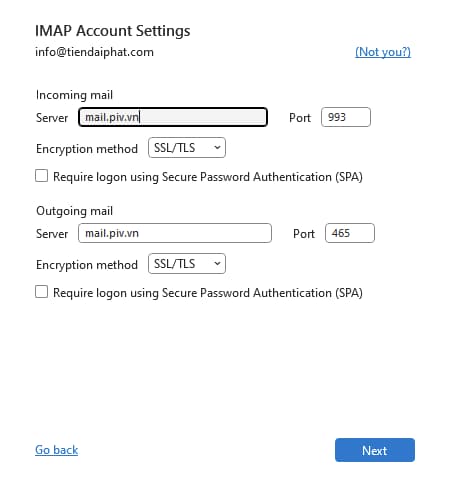 IMAP Account Settings
info@tiendaiphat.com (Not you?)
Incoming mail
Server mail.piv.vn Port 993
Encryption method SSL/TLS
Require logon using Secure Password Authentication (SPA)
Outgoing mail
Server mail.piv.vn Port 465
Encryption method SSL/TLS
Require logon using Secure Password Authentication (SPA)
Go back Next